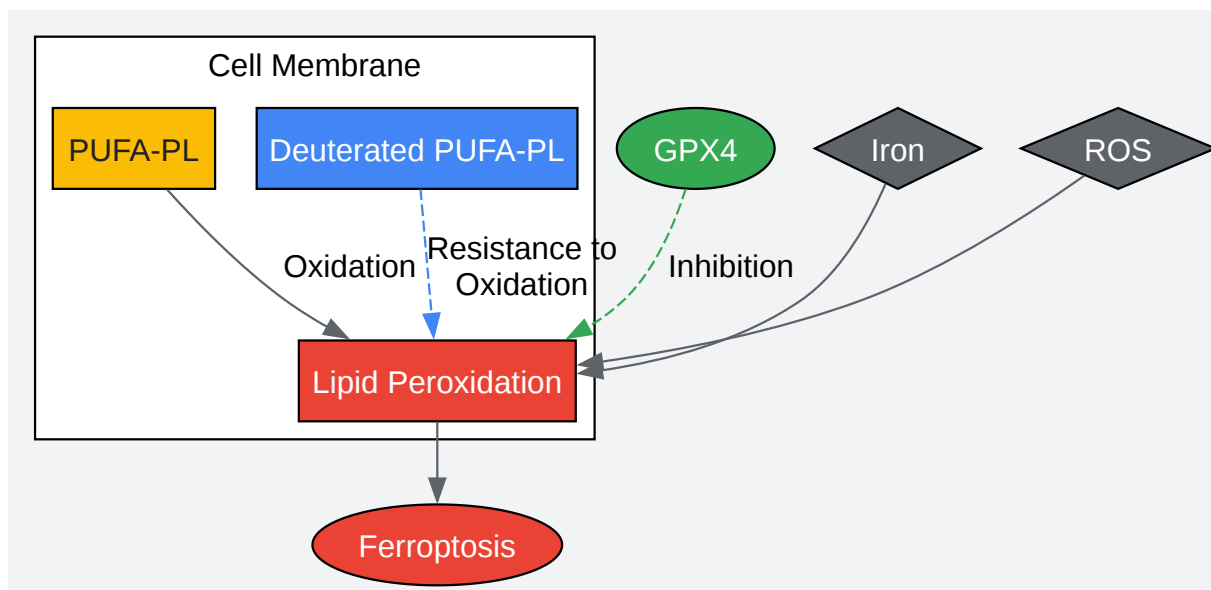 Cell Membrane
PUFA-PL
Deuterated PUFA-PL
GPX4
Iron
ROS
Oxidation
Resistance to
Oxidation
Inhibition
Lipid Peroxidation
Ferroptosis